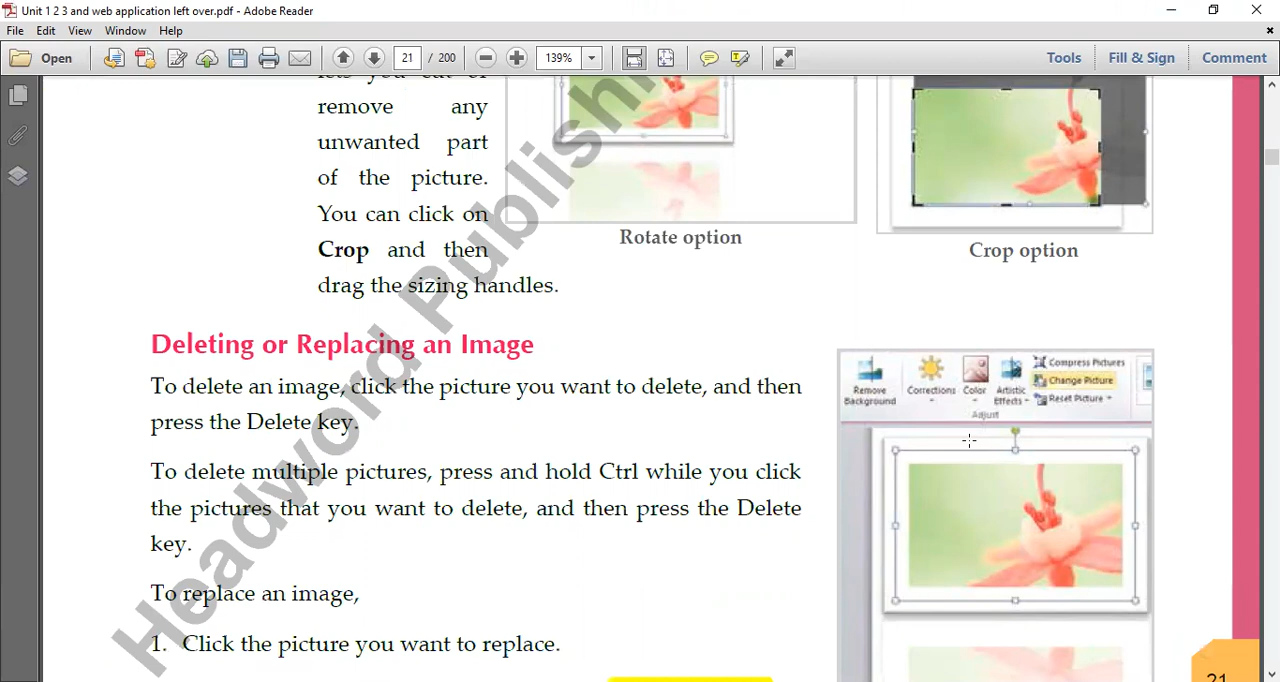 Unit 1 2 3 and web application left over.pdf - Adobe Reader
File Edit View Window Help
Open 21 / 200 139% Tools Fill & Sign Comment
lets you cut or
remove any
unwanted part
of the picture.
You can click on
Crop and then
drag the sizing handles.
Rotate option
Crop option
Deleting or Replacing an Image
To delete an image, click the picture you want to delete, and then
press the Delete key.
To delete multiple pictures, press and hold Ctrl while you click
the pictures that you want to delete, and then press the Delete
key.
To replace an image,
1. Click the picture you want to replace.
Remove
Background
Corrections
Color
Artistic
Effects
Compress Pictures
Change Picture
Reset Picture
Adjust
21
Headword Publishi